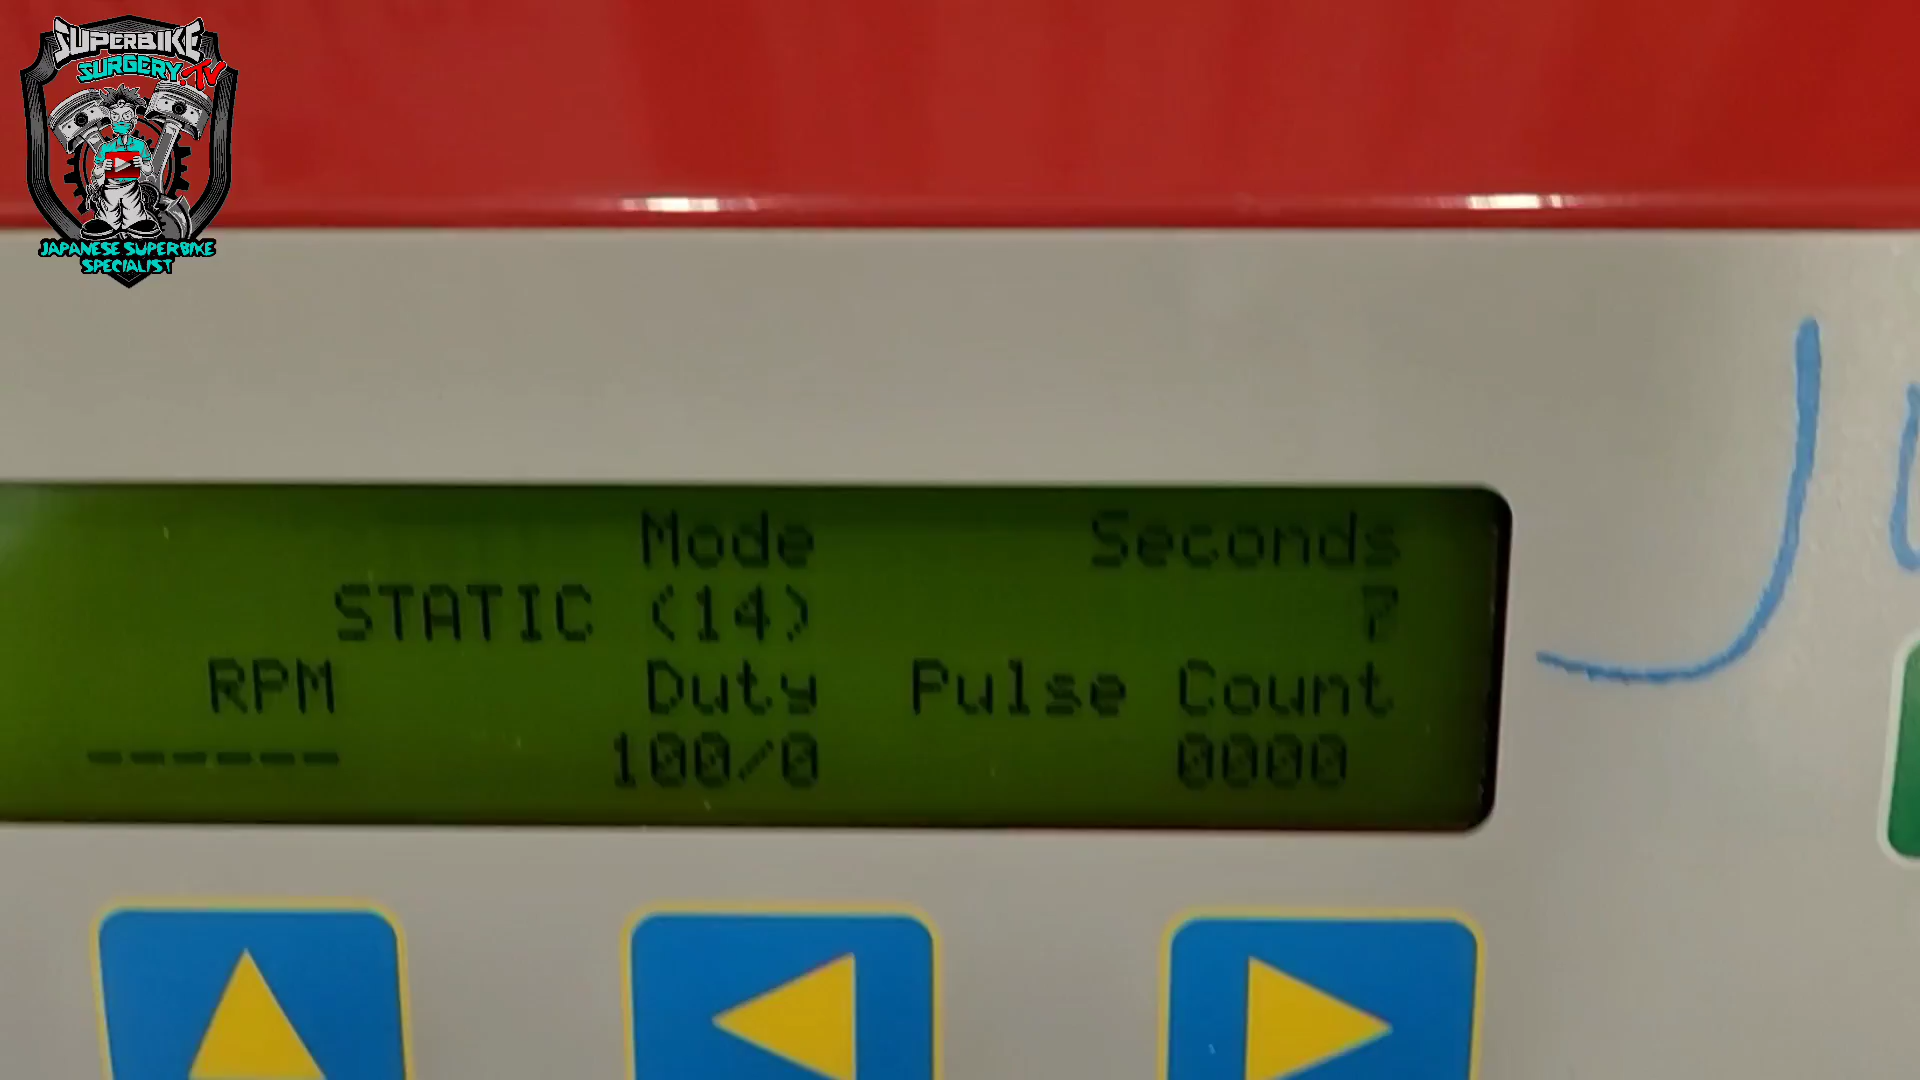 SUPERBIKE
SURGERY.TV
JAPANESE SUPERBIKE
SPECIALIST
Mode Seconds
STATIC (14) 7
RPM Duty Pulse Count
------ 100/0 0000